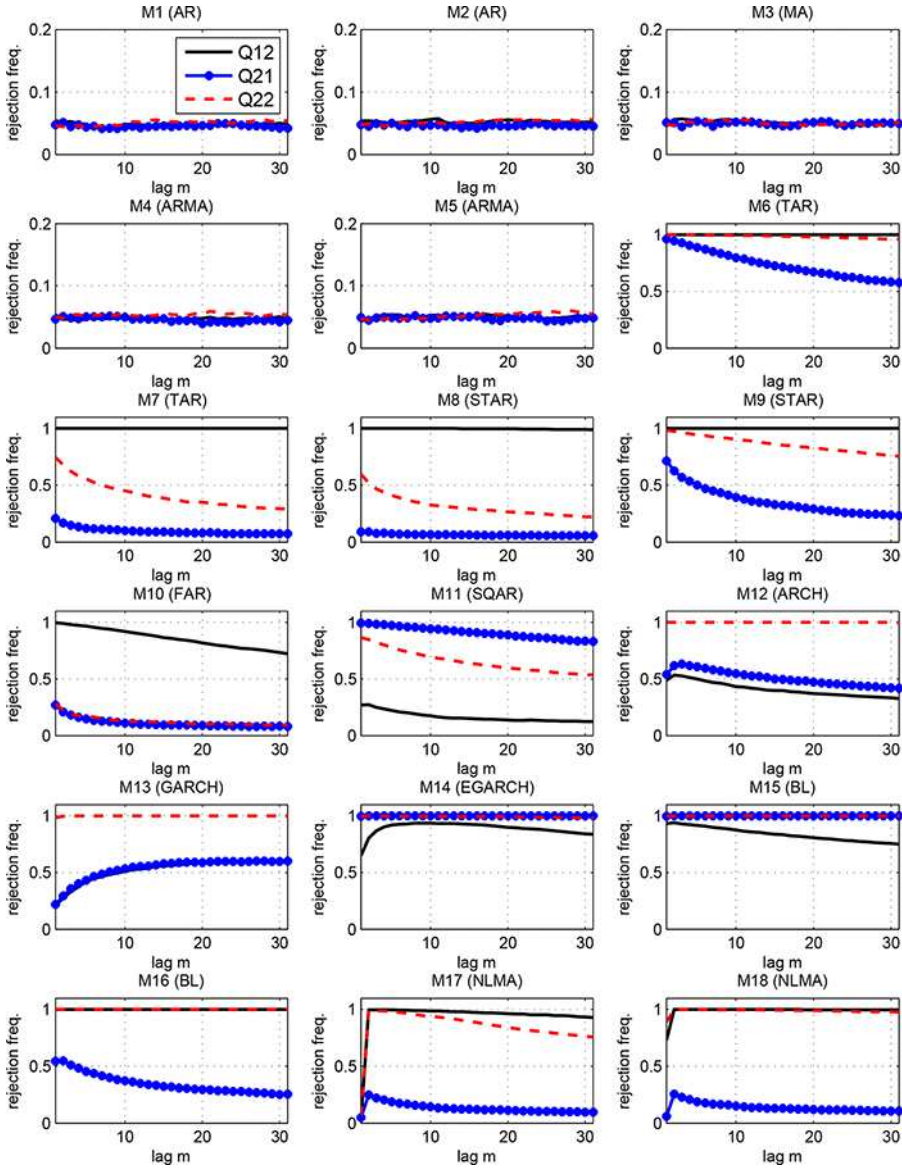 M1 (AR)
M2 (AR)
M3 (MA)
rejection freq.
0.2
0.1
0
Q12
Q21
Q22
10
20
30
lag m
rejection freq.
0.2
0.1
0
10
20
30
lag m
rejection freq.
0.2
0.1
0
10
20
30
lag m
M4 (ARMA)
M5 (ARMA)
M6 (TAR)
rejection freq.
0.2
0.1
0
10
20
30
lag m
rejection freq.
0.2
0.1
0
10
20
30
lag m
rejection freq.
1
0.5
0
10
20
30
lag m
M7 (TAR)
M8 (STAR)
M9 (STAR)
rejection freq.
1
0.5
0
10
20
30
lag m
rejection freq.
1
0.5
0
10
20
30
lag m
rejection freq.
1
0.5
0
10
20
30
lag m
M10 (FAR)
M11 (SQAR)
M12 (ARCH)
rejection freq.
1
0.5
0
10
20
30
lag m
rejection freq.
1
0.5
0
10
20
30
lag m
rejection freq.
1
0.5
0
10
20
30
lag m
M13 (GARCH)
M14 (EGARCH)
M15 (BL)
rejection freq.
1
0.5
0
10
20
30
lag m
rejection freq.
1
0.5
0
10
20
30
lag m
rejection freq.
1
0.5
0
10
20
30
lag m
M16 (BL)
M17 (NLMA)
M18 (NLMA)
rejection freq.
1
0.5
0
10
20
30
lag m
rejection freq.
1
0.5
0
10
20
30
lag m
rejection freq.
1
0.5
0
10
20
30
lag m